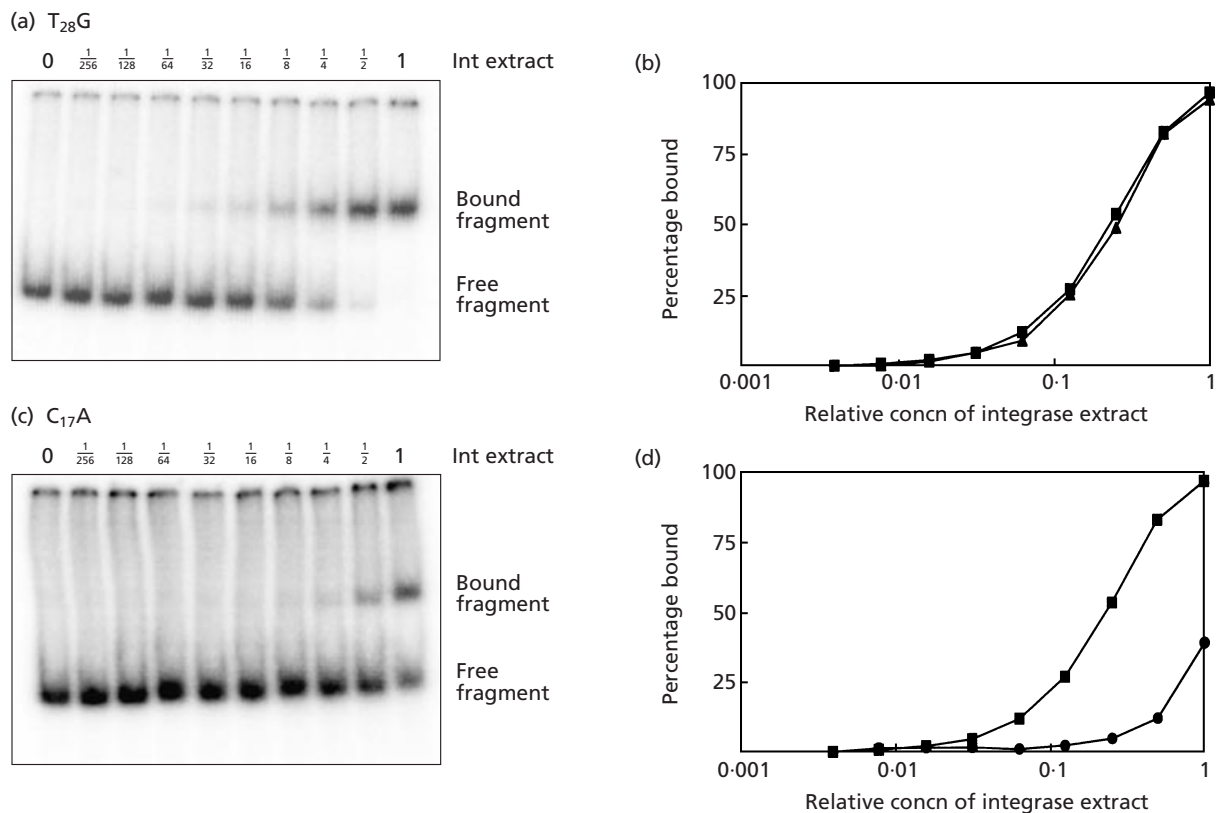 (a) T₂₈G
0 1/256 1/128 1/64 1/32 1/16 1/8 1/4 1/2 1 Int extract
Bound
fragment
Free
fragment
(b)
100
75
50
25
0·001 0·01 0·1 1
Percentage bound
Relative concn of integrase extract
(c) C₁₇A
0 1/256 1/128 1/64 1/32 1/16 1/8 1/4 1/2 1 Int extract
Bound
fragment
Free
fragment
(d)
100
75
50
25
0·001 0·01 0·1 1
Percentage bound
Relative concn of integrase extract